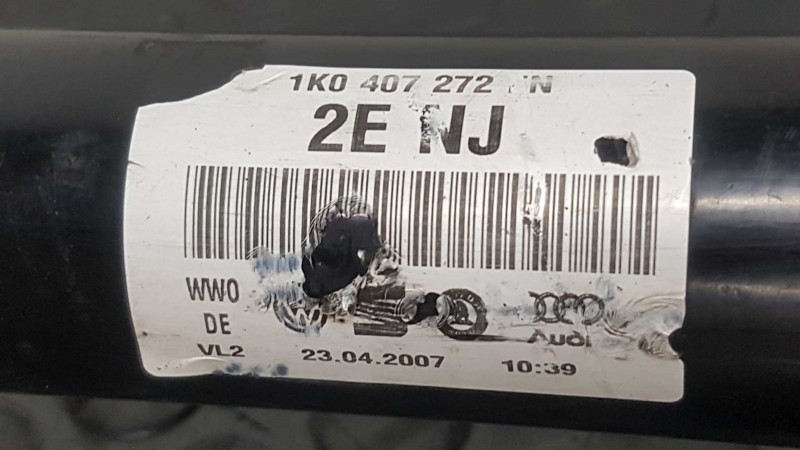 1K0 407 272 N
2E NJ
WWO
DE
VL2
23.04.2007
10:39
Audi